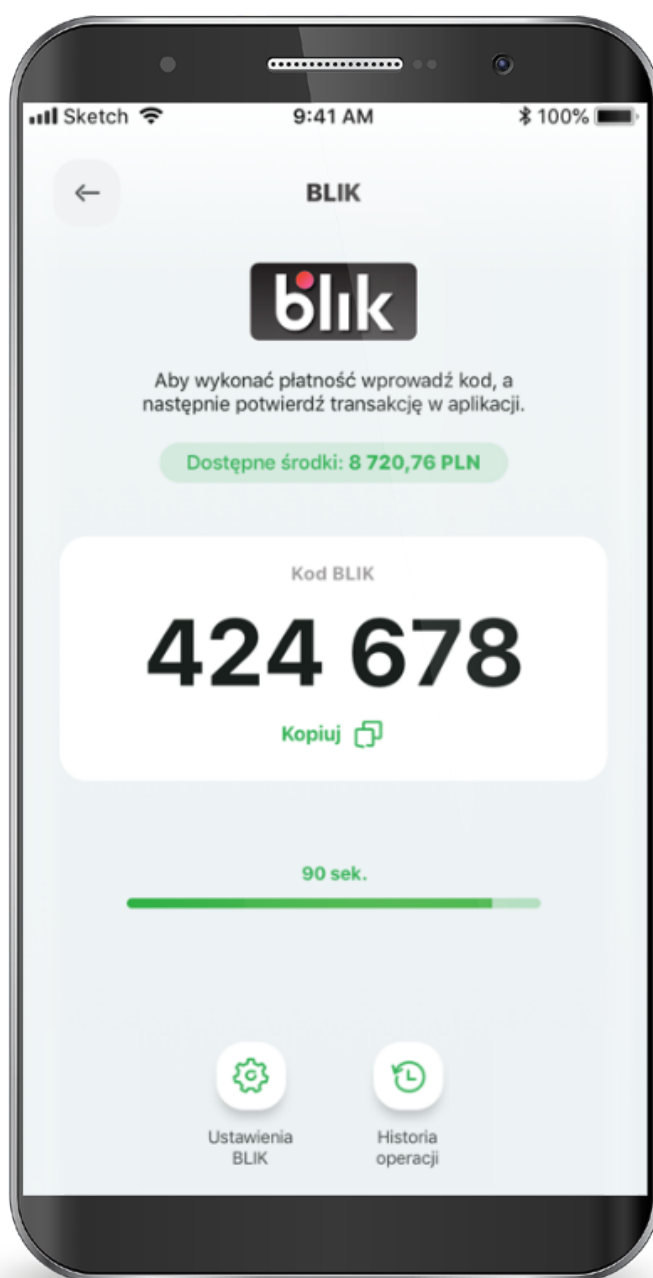 Sketch 9:41 AM 100%
BLIK
blik
Aby wykonać płatność wprowadź kod, a
następnie potwierdź transakcję w aplikacji.
Dostępne środki: 8 720,76 PLN
Kod BLIK
424 678
Kopiuj
90 sek.
Ustawienia
BLIK
Historia
operacji